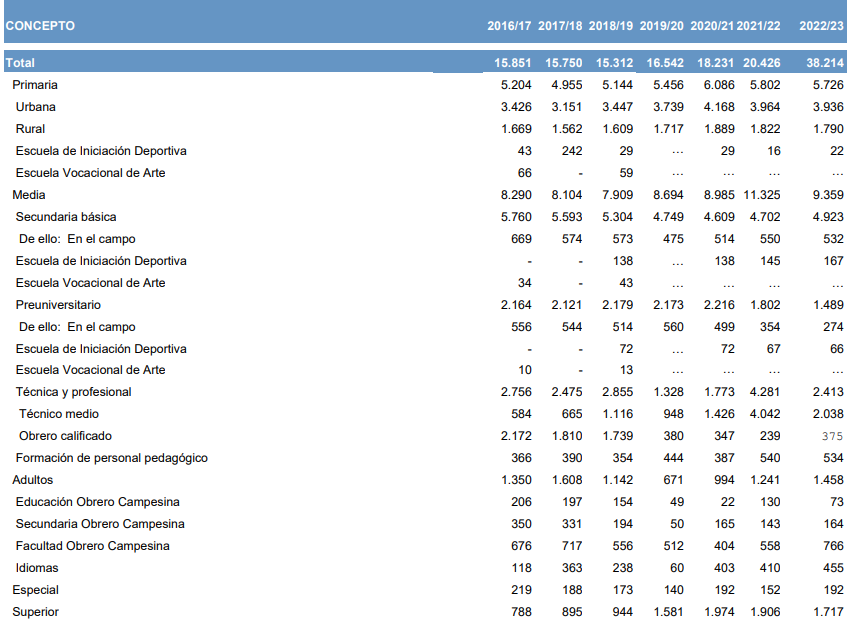 CONCEPTO 2016/17 2017/18 2018/19 2019/20 2020/21 2021/22 2022/23
Total 15.851 15.750 15.312 16.542 18.231 20.426 38.214
Primaria 5.204 4.955 5.144 5.456 6.086 5.802 5.726
Urbana 3.426 3.151 3.447 3.739 4.168 3.964 3.936
Rural 1.669 1.562 1.609 1.717 1.889 1.822 1.790
Escuela de Iniciación Deportiva 43 242 29 … 29 16 22
Escuela Vocacional de Arte 66 - 59 … … … …
Media 8.290 8.104 7.909 8.694 8.985 11.325 9.359
Secundaria básica 5.760 5.593 5.304 4.749 4.609 4.702 4.923
De ello: En el campo 669 574 573 475 514 550 532
Escuela de Iniciación Deportiva - - 138 … 138 145 167
Escuela Vocacional de Arte 34 - 43 … … … …
Preuniversitario 2.164 2.121 2.179 2.173 2.216 1.802 1.489
De ello: En el campo 556 544 514 560 499 354 274
Escuela de Iniciación Deportiva - - 72 … 72 67 66
Escuela Vocacional de Arte 10 - 13 … … … …
Técnica y profesional 2.756 2.475 2.855 1.328 1.773 4.281 2.413
Técnico medio 584 665 1.116 948 1.426 4.042 2.038
Obrero calificado 2.172 1.810 1.739 380 347 239 375
Formación de personal pedagógico 366 390 354 444 387 540 534
Adultos 1.350 1.608 1.142 671 994 1.241 1.458
Educación Obrero Campesina 206 197 154 49 22 130 73
Secundaria Obrero Campesina 350 331 194 50 165 143 164
Facultad Obrero Campesina 676 717 556 512 404 558 766
Idiomas 118 363 238 60 403 410 455
Especial 219 188 173 140 192 152 192
Superior 788 895 944 1.581 1.974 1.906 1.717